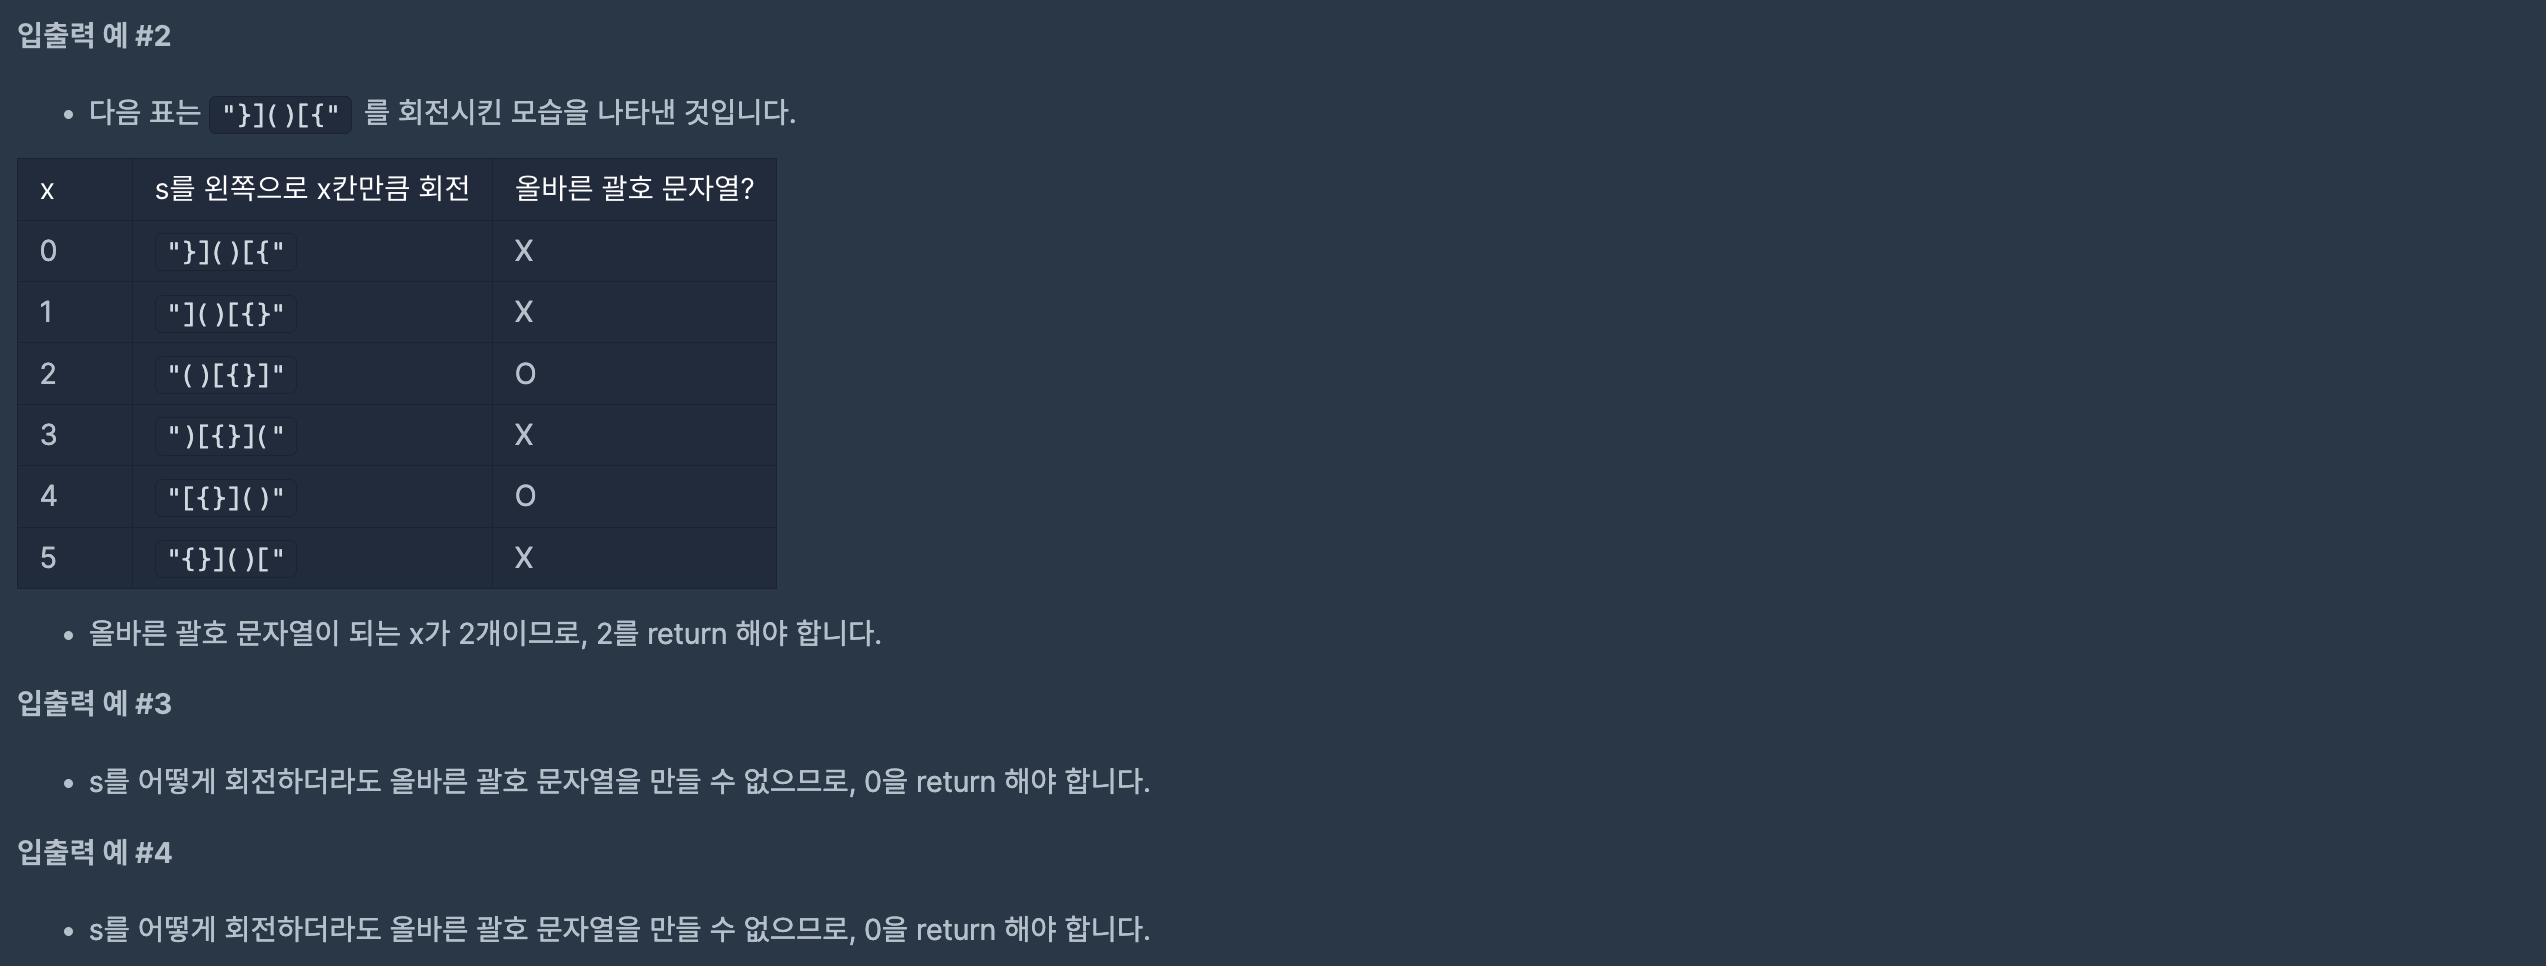 입출력 예 #2
• 다음 표는 "}]()[{" 를 회전시킨 모습을 나타낸 것입니다.
x s를 왼쪽으로 x칸만큼 회전 올바른 괄호 문자열?
0 "}]()[{" X
1 "]()[{}" X
2 "()[{}]" O
3 ")[{}](" X
4 "[{}]()" O
5 "{}]()[" X
• 올바른 괄호 문자열이 되는 x가 2개이므로, 2를 return 해야 합니다.
입출력 예 #3
• s를 어떻게 회전하더라도 올바른 괄호 문자열을 만들 수 없으므로, 0을 return 해야 합니다.
입출력 예 #4
• s를 어떻게 회전하더라도 올바른 괄호 문자열을 만들 수 없으므로, 0을 return 해야 합니다.